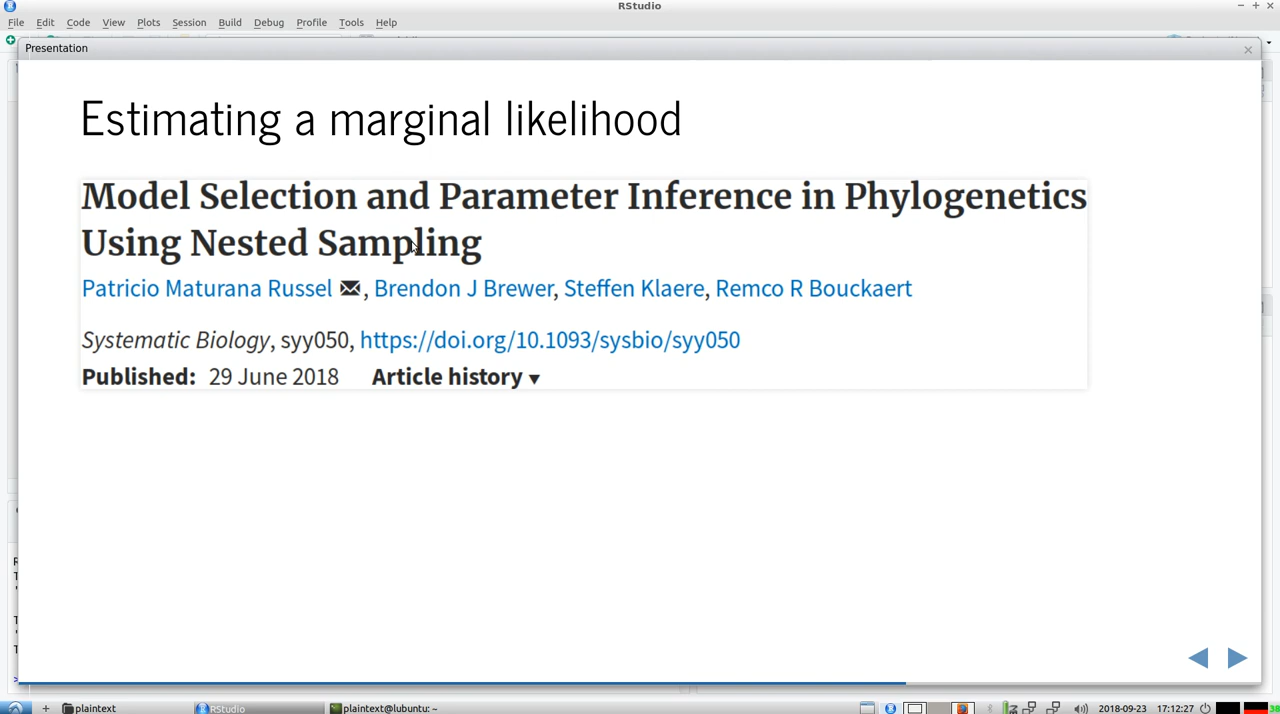 RStudio
File Edit Code View Plots Session Build Debug Profile Tools Help
Presentation
Estimating a marginal likelihood
Model Selection and Parameter Inference in Phylogenetics
Using Nested Sampling
Patricio Maturana Russel , Brendon J Brewer, Steffen Klaere, Remco R Bouckaert
Systematic Biology, syy050, https://doi.org/10.1093/sysbio/syy050
Published: 29 June 2018 Article history ▾
plaintext RStudio plaintext@lubuntu: ~ 2018-09-23 17:12:27 38